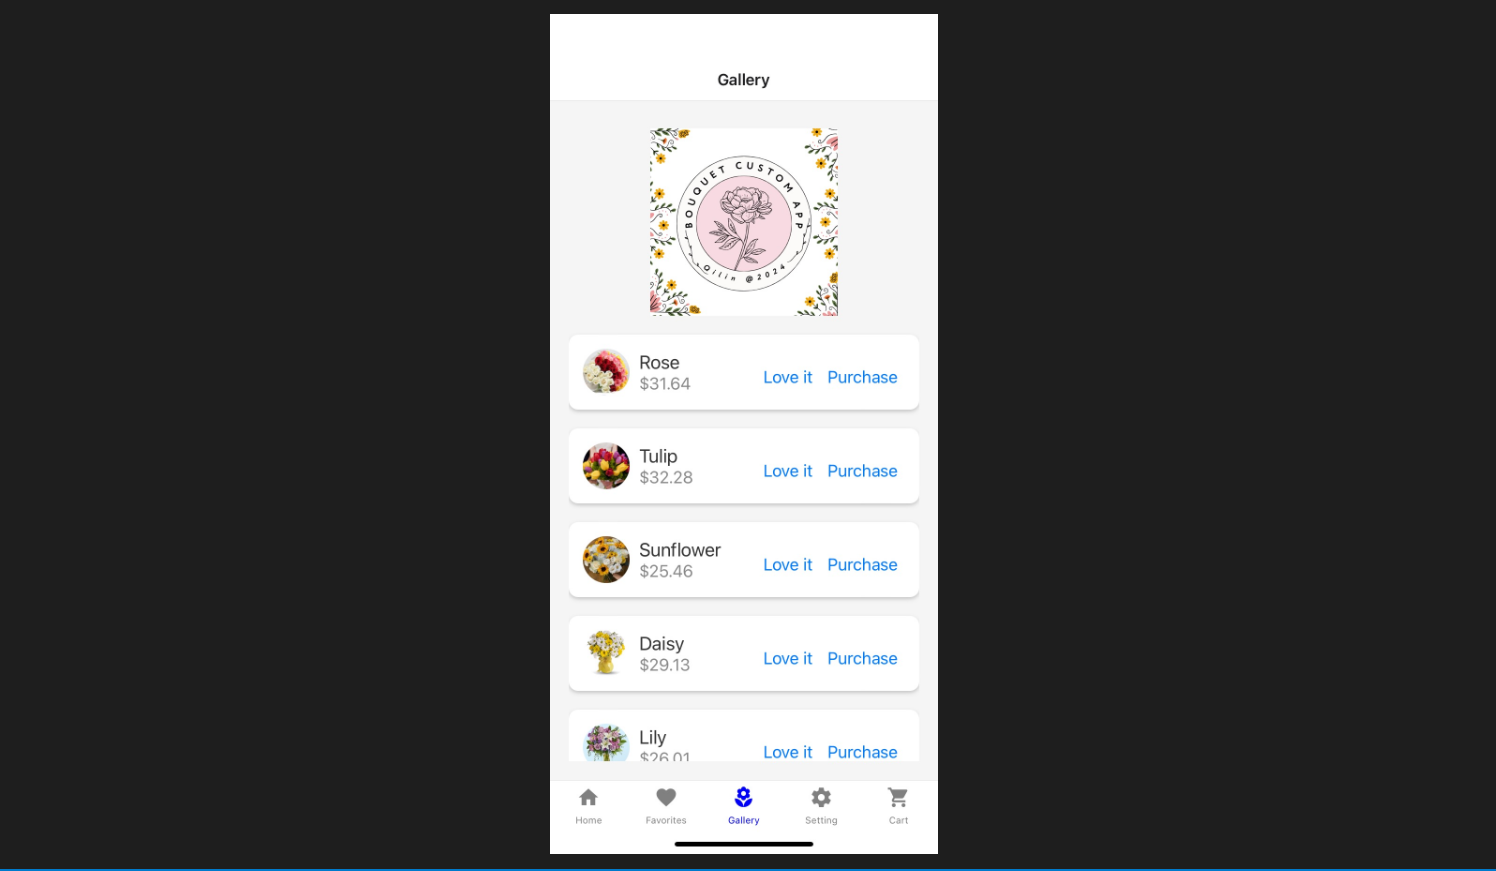 Gallery
BOUQUET CUSTOM APP
Qilin @2024
Rose
$31.64
Love it Purchase
Tulip
$32.28
Love it Purchase
Sunflower
$25.46
Love it Purchase
Daisy
$29.13
Love it Purchase
Lily
$26.01
Love it Purchase
Home Favorites Gallery Setting Cart